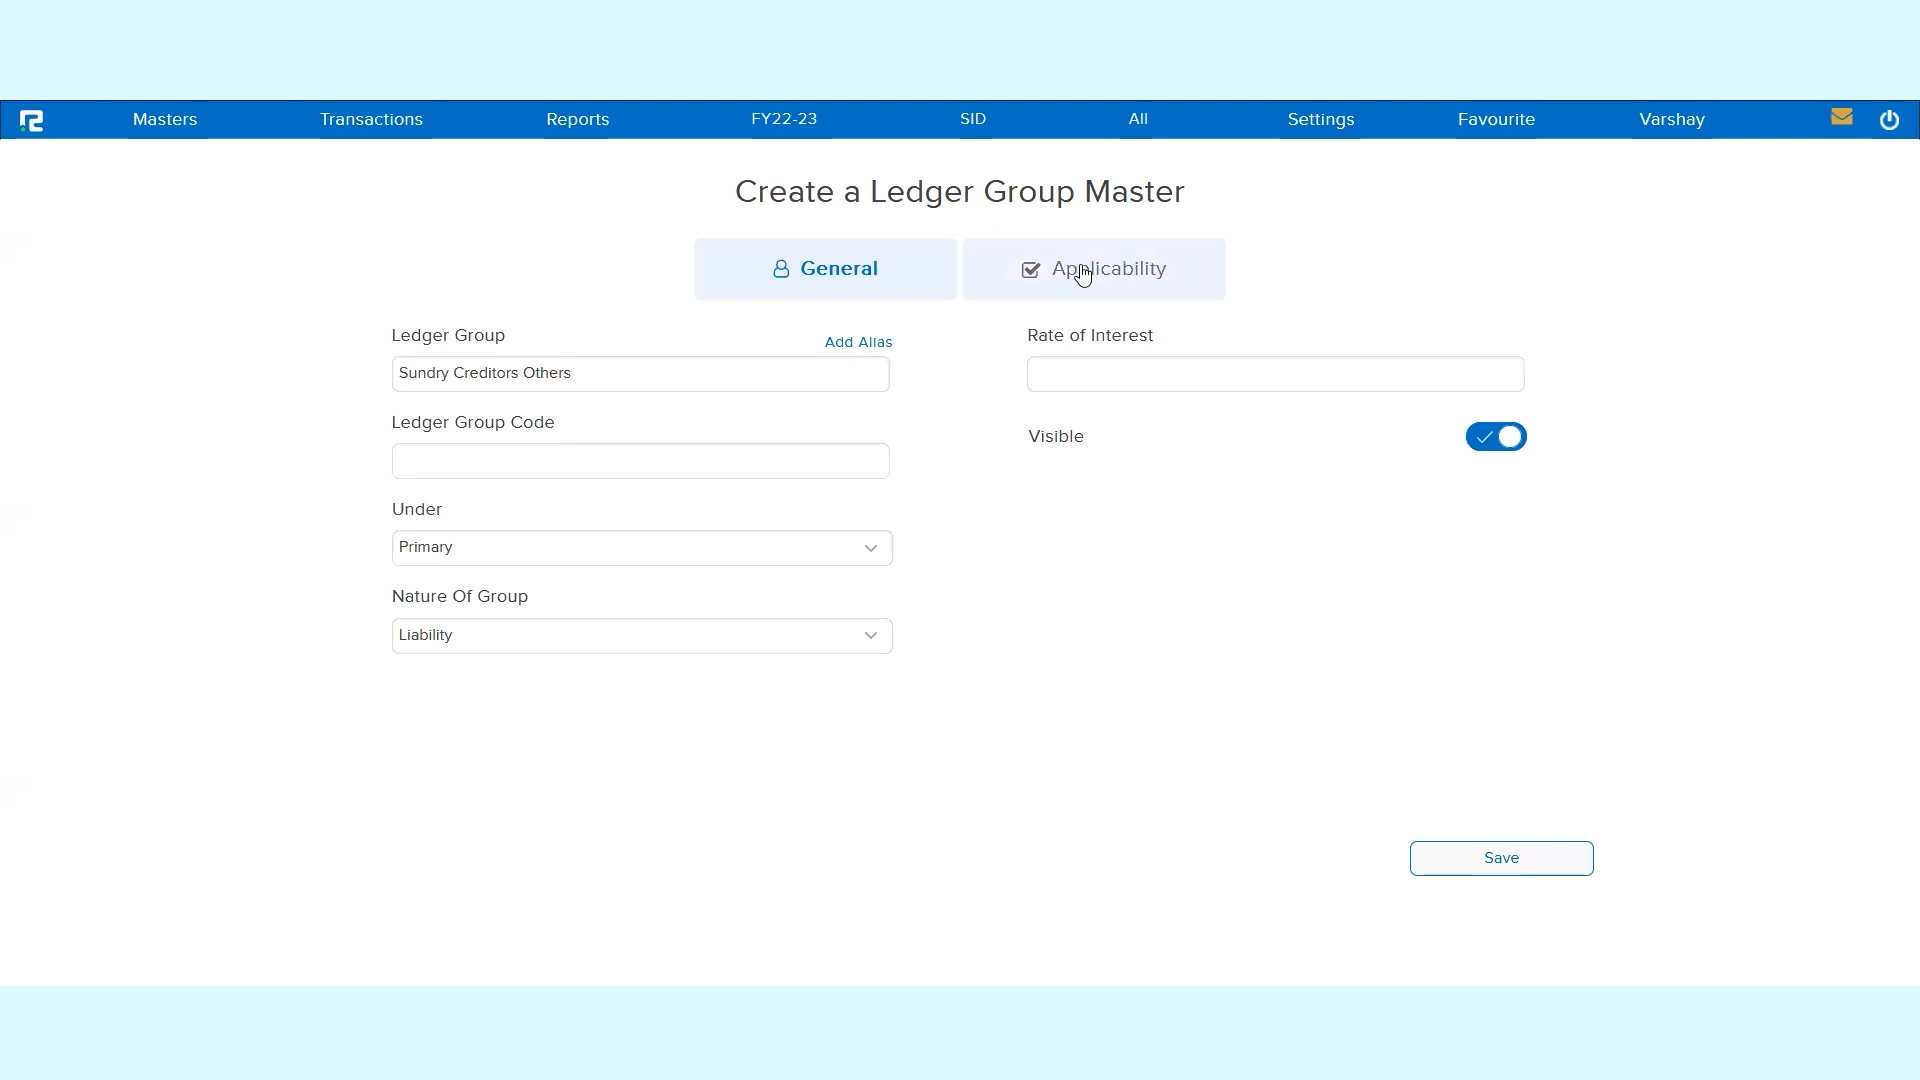 Masters Transactions Reports FY22-23 SID All Settings Favourite Varshay
Create a Ledger Group Master
General Applicability
Ledger Group Add Alias
Sundry Creditors Others
Ledger Group Code
Under
Primary
Nature Of Group
Liability
Rate of Interest
Visible
Save